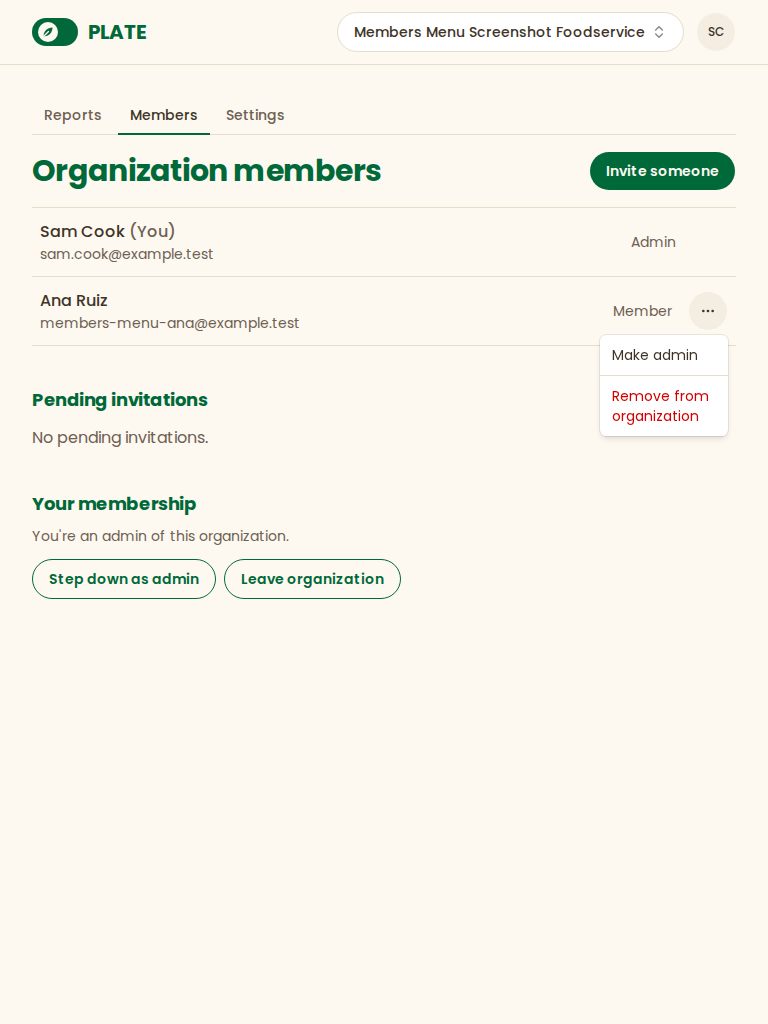 PLATE
Members Menu Screenshot Foodservice
SC
Reports
Members
Settings
Organization members
Invite someone
Sam Cook (You)
sam.cook@example.test
Admin
Ana Ruiz
members-menu-ana@example.test
Member
Make admin
Remove from
organization
Pending invitations
No pending invitations.
Your membership
You're an admin of this organization.
Step down as admin
Leave organization